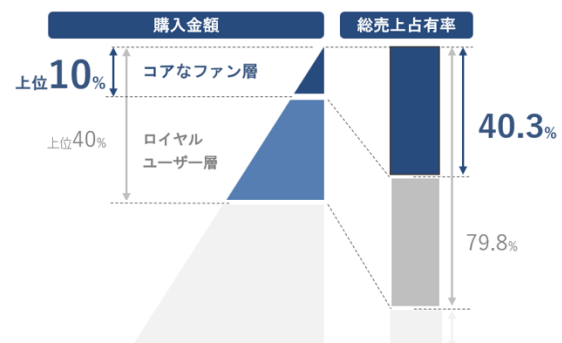 購入金額
総売上占有率
上位10%
コアなファン層
40.3%
上位40%
ロイヤル
ユーザー層
79.8%